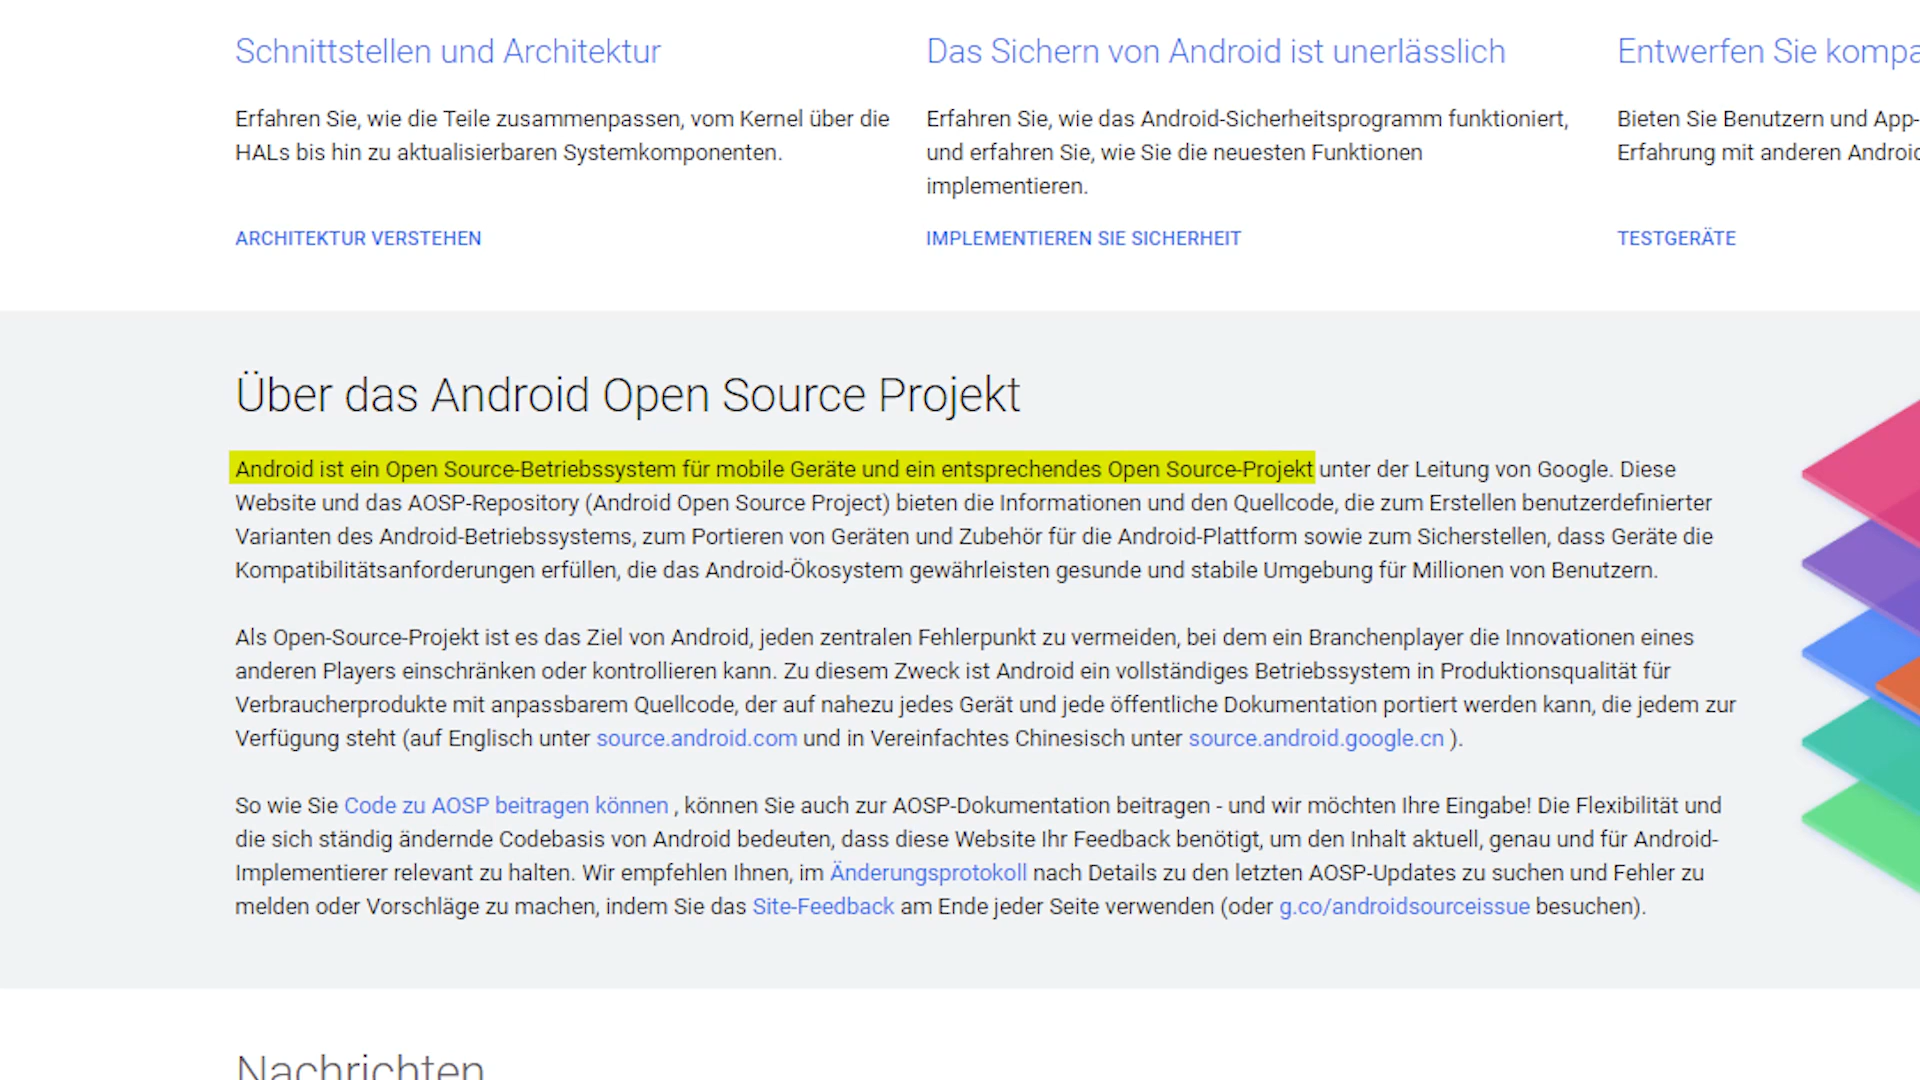 Schnittstellen und Architektur
Erfahren Sie, wie die Teile zusammenpassen, vom Kernel über die
HALs bis hin zu aktualisierbaren Systemkomponenten.
ARCHITEKTUR VERSTEHEN
Das Sichern von Android ist unerlässlich
Erfahren Sie, wie das Android-Sicherheitsprogramm funktioniert,
und erfahren Sie, wie Sie die neuesten Funktionen
implementieren.
IMPLEMENTIEREN SIE SICHERHEIT
Entwerfen Sie
Bieten Sie Benutzern und App-
Erfahrung mit anderen
TESTGERÄTE
Über das Android Open Source Projekt
Android ist ein Open Source-Betriebssystem für mobile Geräte und ein entsprechendes Open Source-Projekt unter der Leitung von Google. Diese
Website und das AOSP-Repository (Android Open Source Project) bieten die Informationen und den Quellcode, die zum Erstellen benutzerdefinierter
Varianten des Android-Betriebssystems, zum Portieren von Geräten und Zubehör für die Android-Plattform sowie zum Sicherstellen, dass Geräte die
Kompatibilitätsanforderungen erfüllen, die das Android-Ökosystem gewährleisten gesunde und stabile Umgebung für Millionen von Benutzern.
Als Open-Source-Projekt ist es das Ziel von Android, jeden zentralen Fehlerpunkt zu vermeiden, bei dem ein Branchenplayer die Innovationen eines
anderen Players einschränken oder kontrollieren kann. Zu diesem Zweck ist Android ein vollständiges Betriebssystem in Produktionsqualität für
Verbraucherprodukte mit anpassbarem Quellcode, der auf nahezu jedes Gerät und jede öffentliche Dokumentation portiert werden kann, die jedem zur
Verfügung steht (auf Englisch unter source.android.com und in Vereinfachtes Chinesisch unter source.android.google.cn ).
So wie Sie Code zu AOSP beitragen können , können Sie auch zur AOSP-Dokumentation beitragen - und wir möchten Ihre Eingabe! Die Flexibilität und
die sich ständig ändernde Codebasis von Android bedeuten, dass diese Website Ihr Feedback benötigt, um den Inhalt aktuell, genau und für Android-
Implementierer relevant zu halten. Wir empfehlen Ihnen, im Änderungsprotokoll nach Details zu den letzten AOSP-Updates zu suchen und Fehler zu
melden oder Vorschläge zu machen, indem Sie das Site-Feedback am Ende jeder Seite verwenden (oder g.co/androidsourceissue besuchen).
Nachrichten